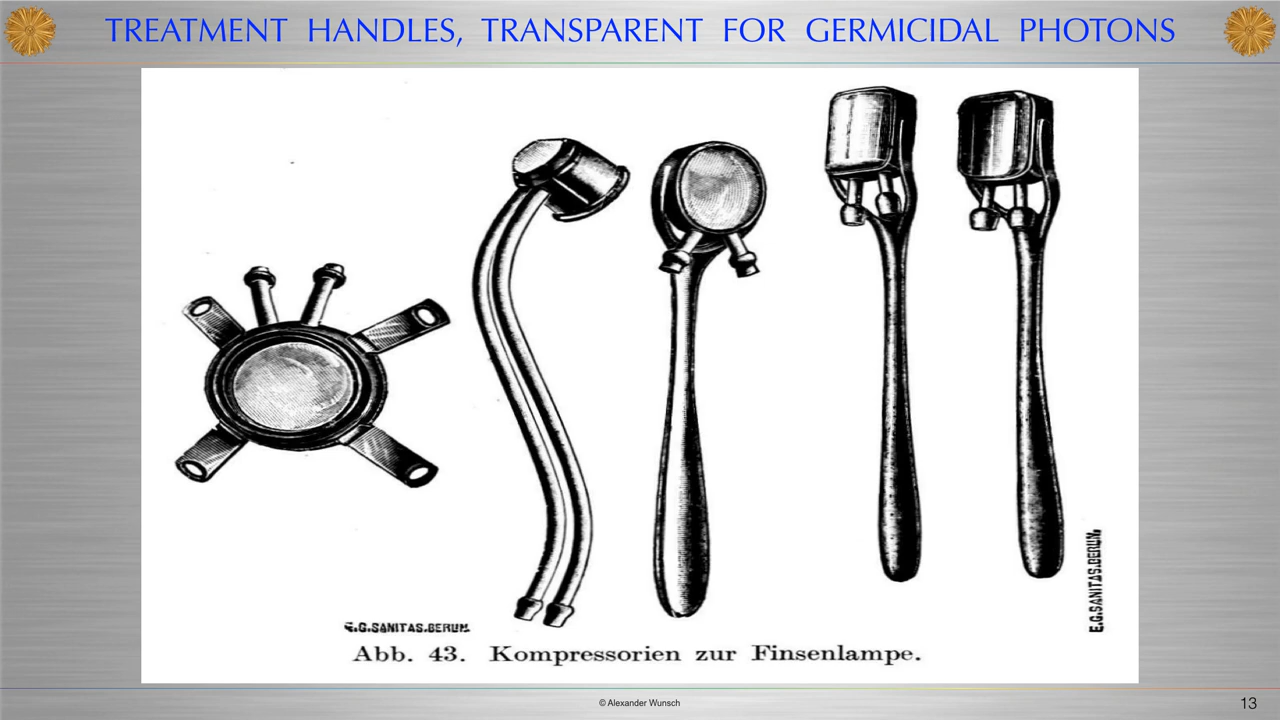 TREATMENT HANDLES, TRANSPARENT FOR GERMICIDAL PHOTONS
E.G.SANITAS.BERLIN.
E.G.SANITAS.BERLIN.
Abb. 43. Kompressorien zur Finsenlampe.
© Alexander Wunsch
13